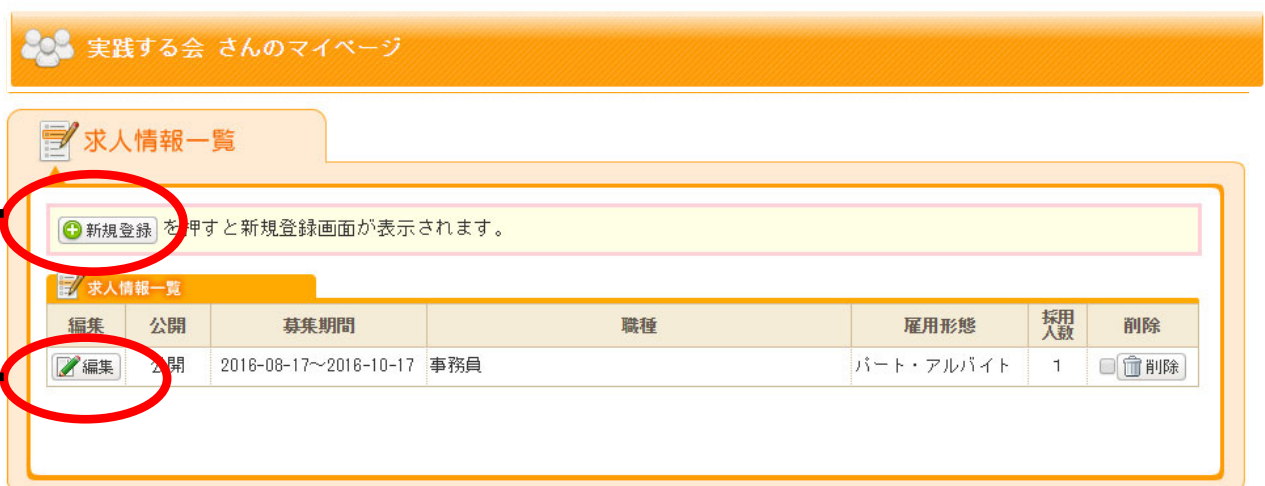 実践する会 さんのマイページ
求人情報一覧
新規登録 を押すと新規登録画面が表示されます。
求人情報一覧
編集 公開 募集期間 職種 雇用形態 採用人数 削除
編集 公開 2016-08-17～2016-10-17 事務員 パート・アルバイト 1 削除